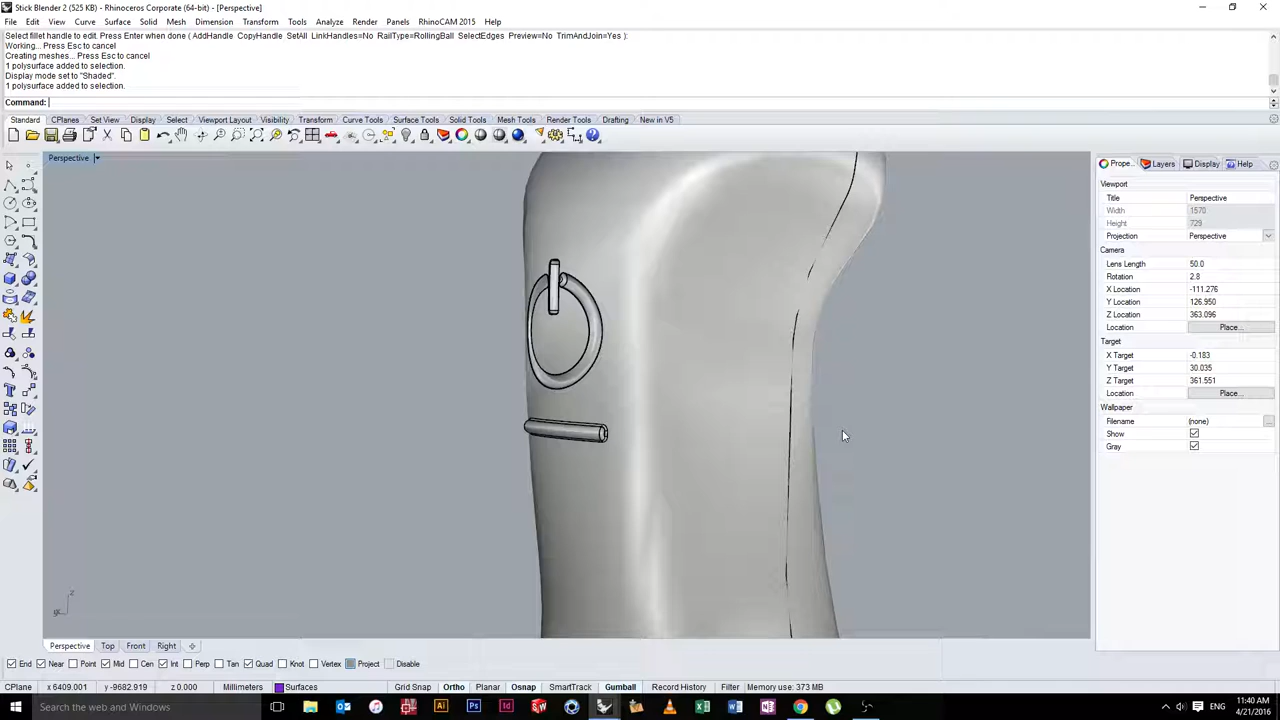 Stick Blender 2 (525 KB) - Rhinoceros Corporate (64-bit) - [Perspective]
File Edit View Curve Surface Solid Mesh Dimension Transform Tools Analyze Render Panels RhinoCAM 2015 Help
Select fillet handle to edit. Press Enter when done ( AddHandle CopyHandle SetAll LinkHandles=No RailType=RollingBall SelectEdges Preview=No TrimAndJoin=Yes ):
Working... Press Esc to cancel
Creating meshes... Press Esc to cancel
1 polysurface added to selection.
Display mode set to "Shaded".
1 polysurface added to selection.
Command:
Standard CPlanes Set View Display Select Viewport Layout Visibility Transform Curve Tools Surface Tools Solid Tools Mesh Tools Render Tools Drafting New in V5
Perspective
Prope... Layers Display Help
Viewport
Title Perspective
Width 1570
Height 729
Projection Perspective
Camera
Lens Length 50.0
Rotation 2.8
X Location -111.276
Y Location 126.950
Z Location 363.096
Location Place...
Target
X Target -0.183
Y Target 30.035
Z Target 361.551
Location Place...
Wallpaper
Filename (none) ...
Show
Gray
z
Perspective Top Front Right
End Near Point Mid Cen Int Perp Tan Quad Knot Vertex Project Disable
CPlane x 6409.001 y -9682.919 z 0.000 Millimeters Surfaces Grid Snap Ortho Planar Osnap SmartTrack Gumball Record History Filter Memory use: 373 MB
Search the web and Windows
11:40 AM
4/21/2016